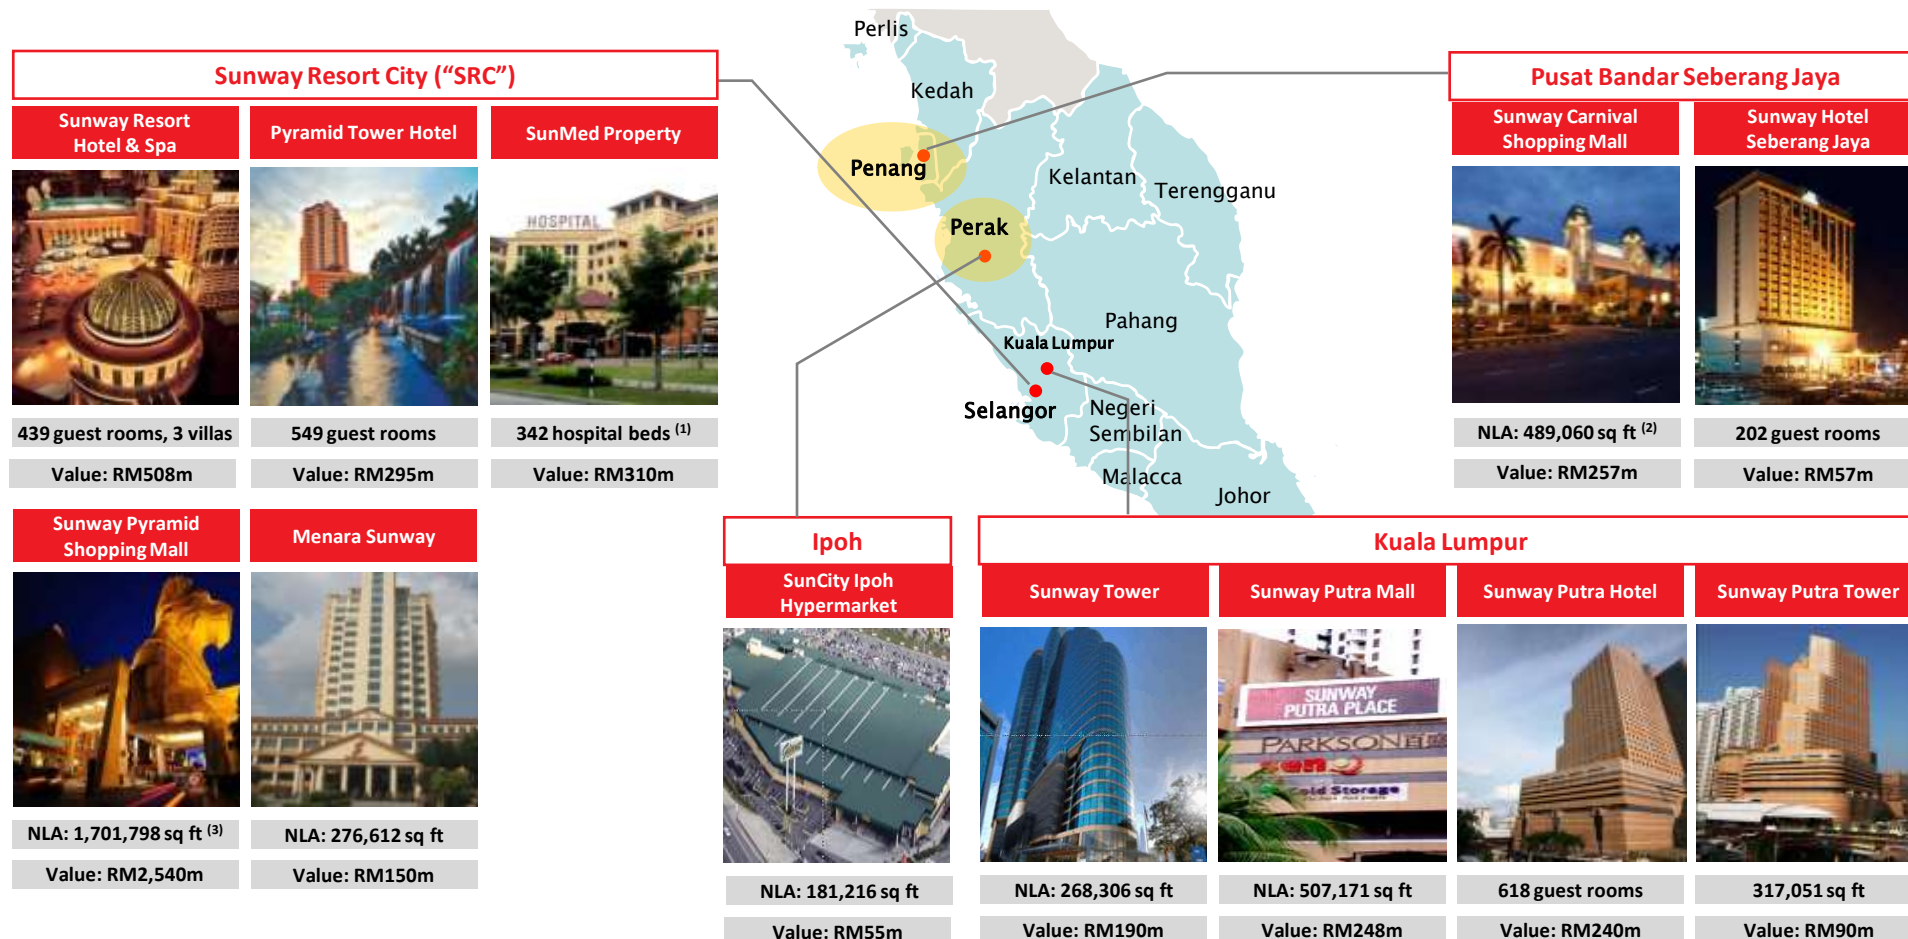 Perlis
Kedah
Penang
Perak
Kelantan
Terengganu
Pahang
Kuala Lumpur
Selangor
Negeri
Sembilan
Malacca
Johor
Sunway Resort City (“SRC”)
Sunway Resort
Hotel & Spa
439 guest rooms, 3 villas
Value: RM508m
Pyramid Tower Hotel
549 guest rooms
Value: RM295m
SunMed Property
HOSPITAL
342 hospital beds (1)
Value: RM310m
Sunway Pyramid
Shopping Mall
NLA: 1,701,798 sq ft (3)
Value: RM2,540m
Menara Sunway
NLA: 276,612 sq ft
Value: RM150m
Pusat Bandar Seberang Jaya
Sunway Carnival
Shopping Mall
NLA: 489,060 sq ft (2)
Value: RM257m
Sunway Hotel
Seberang Jaya
202 guest rooms
Value: RM57m
Ipoh
SunCity Ipoh
Hypermarket
NLA: 181,216 sq ft
Value: RM55m
Kuala Lumpur
Sunway Tower
NLA: 268,306 sq ft
Value: RM190m
Sunway Putra Mall
SUNWAY
PUTRA PLACE
PARKSON
Storage
NLA: 507,171 sq ft
Value: RM248m
Sunway Putra Hotel
618 guest rooms
Value: RM240m
Sunway Putra Tower
317,051 sq ft
Value: RM90m